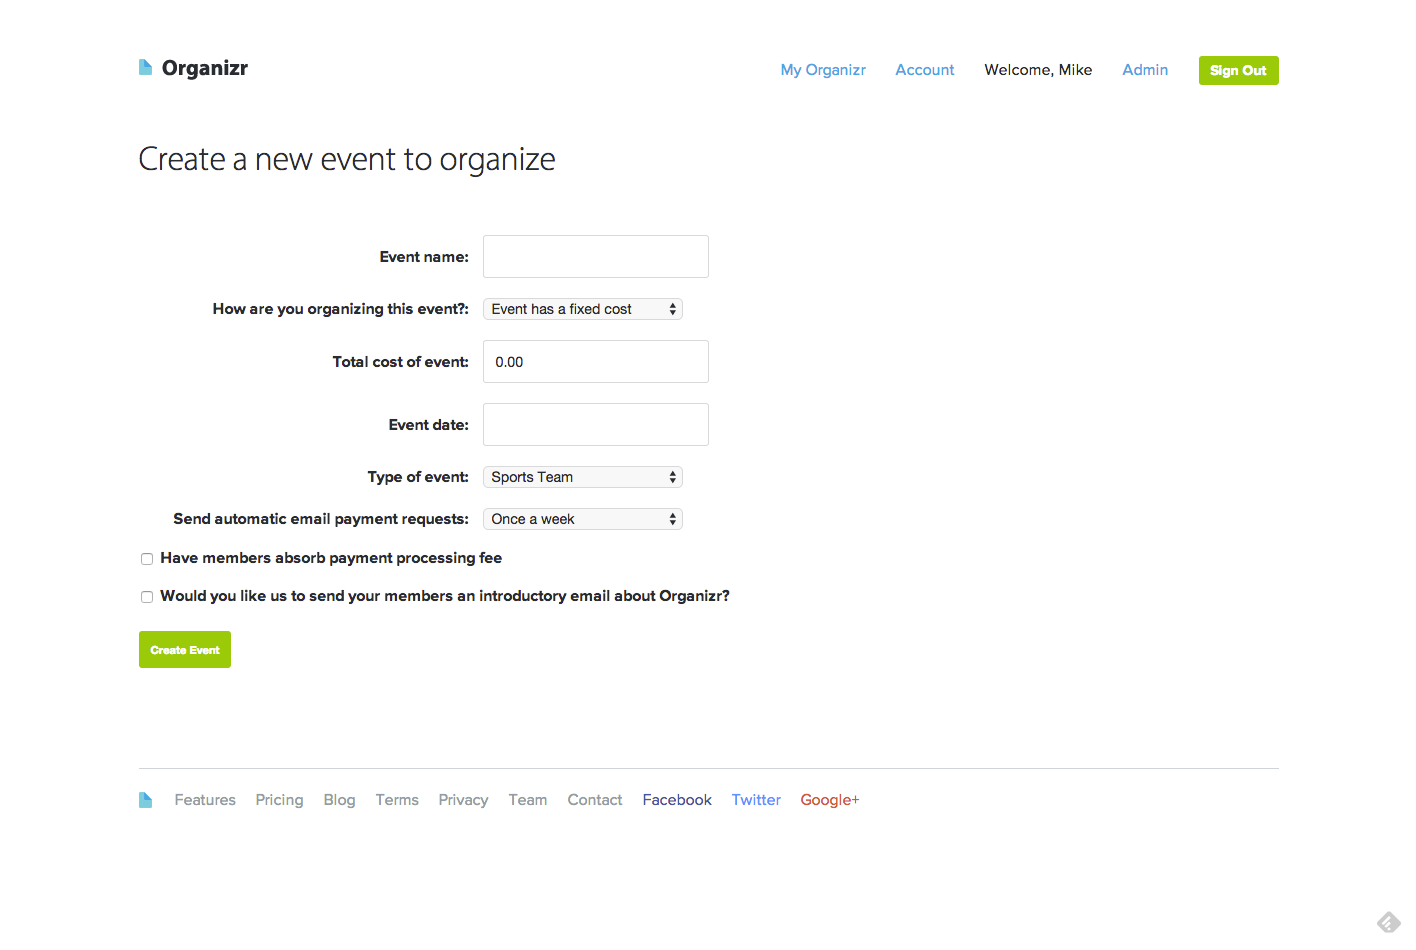 Organizr
My Organizr Account Welcome, Mike Admin Sign Out
Create a new event to organize
Event name:
How are you organizing this event?: Event has a fixed cost
Total cost of event: 0.00
Event date:
Type of event: Sports Team
Send automatic email payment requests: Once a week
Have members absorb payment processing fee
Would you like us to send your members an introductory email about Organizr?
Create Event
Features Pricing Blog Terms Privacy Team Contact Facebook Twitter Google+